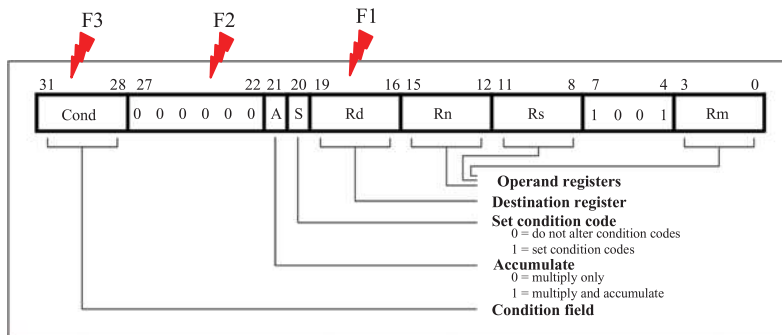 F3 F2 F1
31 28 27 22 21 20 19 16 15 12 11 8 7 4 3 0
Cond 0 0 0 0 0 0 A S Rd Rn Rs 1 0 0 1 Rm
Operand registers
Destination register
Set condition code
0 = do not alter condition codes
1 = set condition codes
Accumulate
0 = multiply only
1 = multiply and accumulate
Condition field